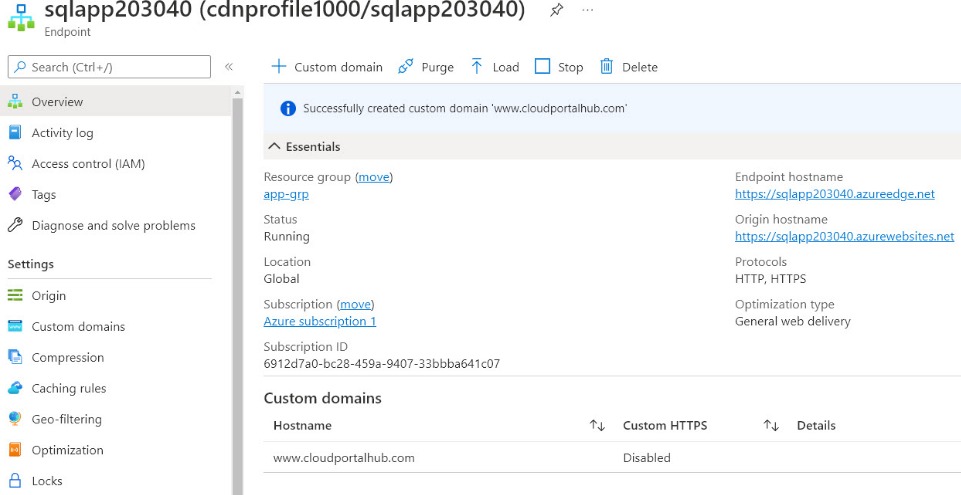 sqlapp203040 (cdnprofile1000/sqlapp203040)
Endpoint
Search (Ctrl+/)
Overview
Activity log
Access control (IAM)
Tags
Diagnose and solve problems
Settings
Origin
Custom domains
Compression
Caching rules
Geo-filtering
Optimization
Locks
Custom domain Purge Load Stop Delete
Successfully created custom domain 'www.cloudportalhub.com'
Essentials
Resource group (move)
app-grp
Status
Running
Location
Global
Subscription (move)
Azure subscription 1
Subscription ID
6912d7a0-bc28-459a-9407-33bbba641c07
Endpoint hostname
https://sqlapp203040.azureedge.net
Origin hostname
https://sqlapp203040.azurewebsites.net
Protocols
HTTP, HTTPS
Optimization type
General web delivery
Custom domains
Hostname Custom HTTPS Details
www.cloudportalhub.com Disabled